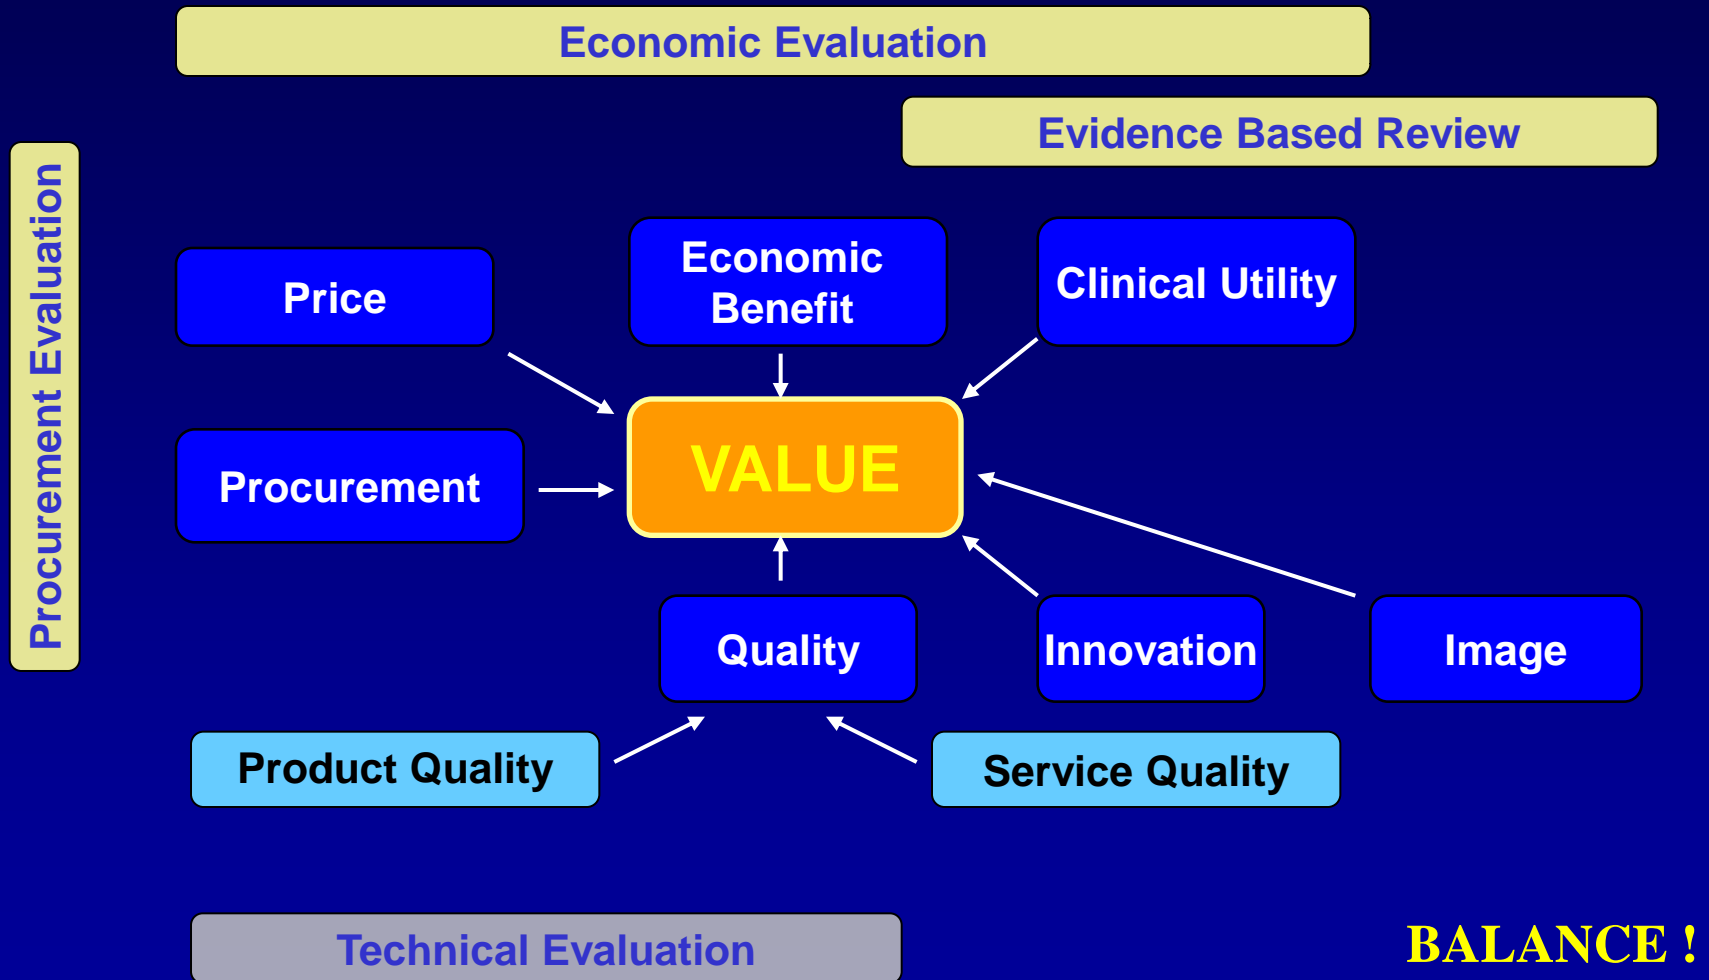 Economic Evaluation
Evidence Based Review
Procurement Evaluation
Price
Economic
Benefit
Clinical Utility
Procurement
VALUE
Quality
Innovation
Image
Product Quality
Service Quality
Technical Evaluation
BALANCE !